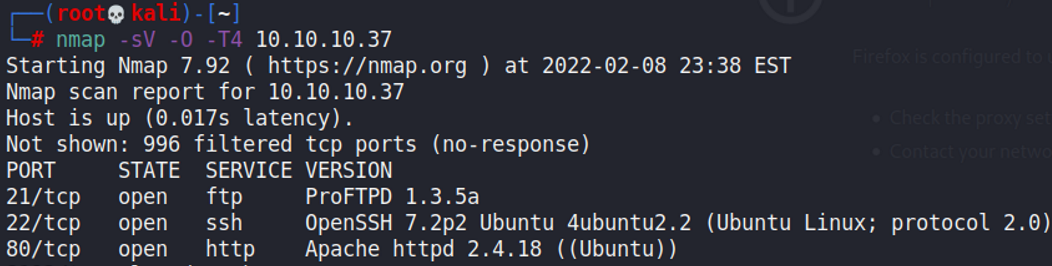 ┌──(root💀kali)-[~]
└─# nmap -sV -O -T4 10.10.10.37
Starting Nmap 7.92 ( https://nmap.org ) at 2022-02-08 23:38 EST
Firefox is configured to
Nmap scan report for 10.10.10.37
Host is up (0.017s latency).
Check the proxy set
Not shown: 996 filtered tcp ports (no-response)
Contact your netwo
PORT     STATE SERVICE VERSION
21/tcp   open  ftp     ProFTPD 1.3.5a
22/tcp   open  ssh     OpenSSH 7.2p2 Ubuntu 4ubuntu2.2 (Ubuntu Linux; protocol 2.0)
80/tcp   open  http    Apache httpd 2.4.18 ((Ubuntu))